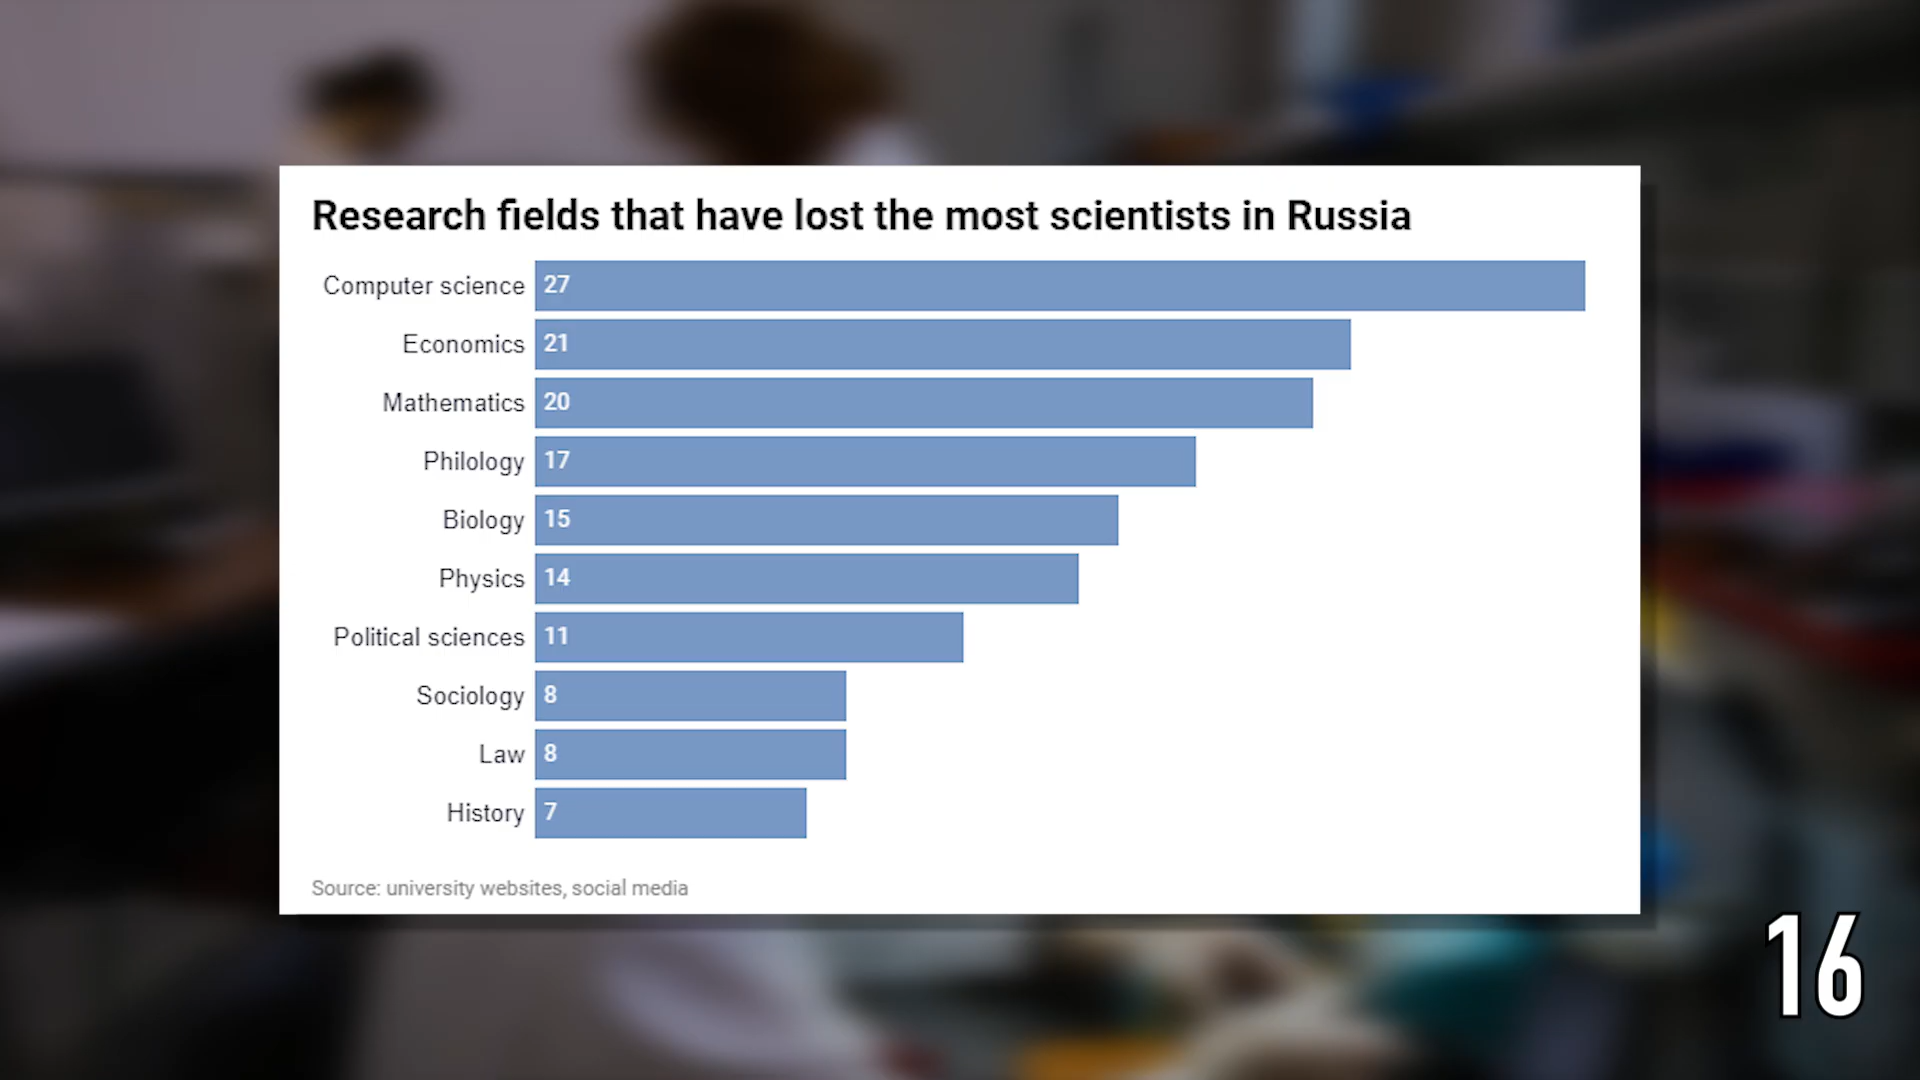 Research fields that have lost the most scientists in Russia
Computer science 27
Economics 21
Mathematics 20
Philology 17
Biology 15
Physics 14
Political sciences 11
Sociology 8
Law 8
History 7
Source: university websites, social media
16